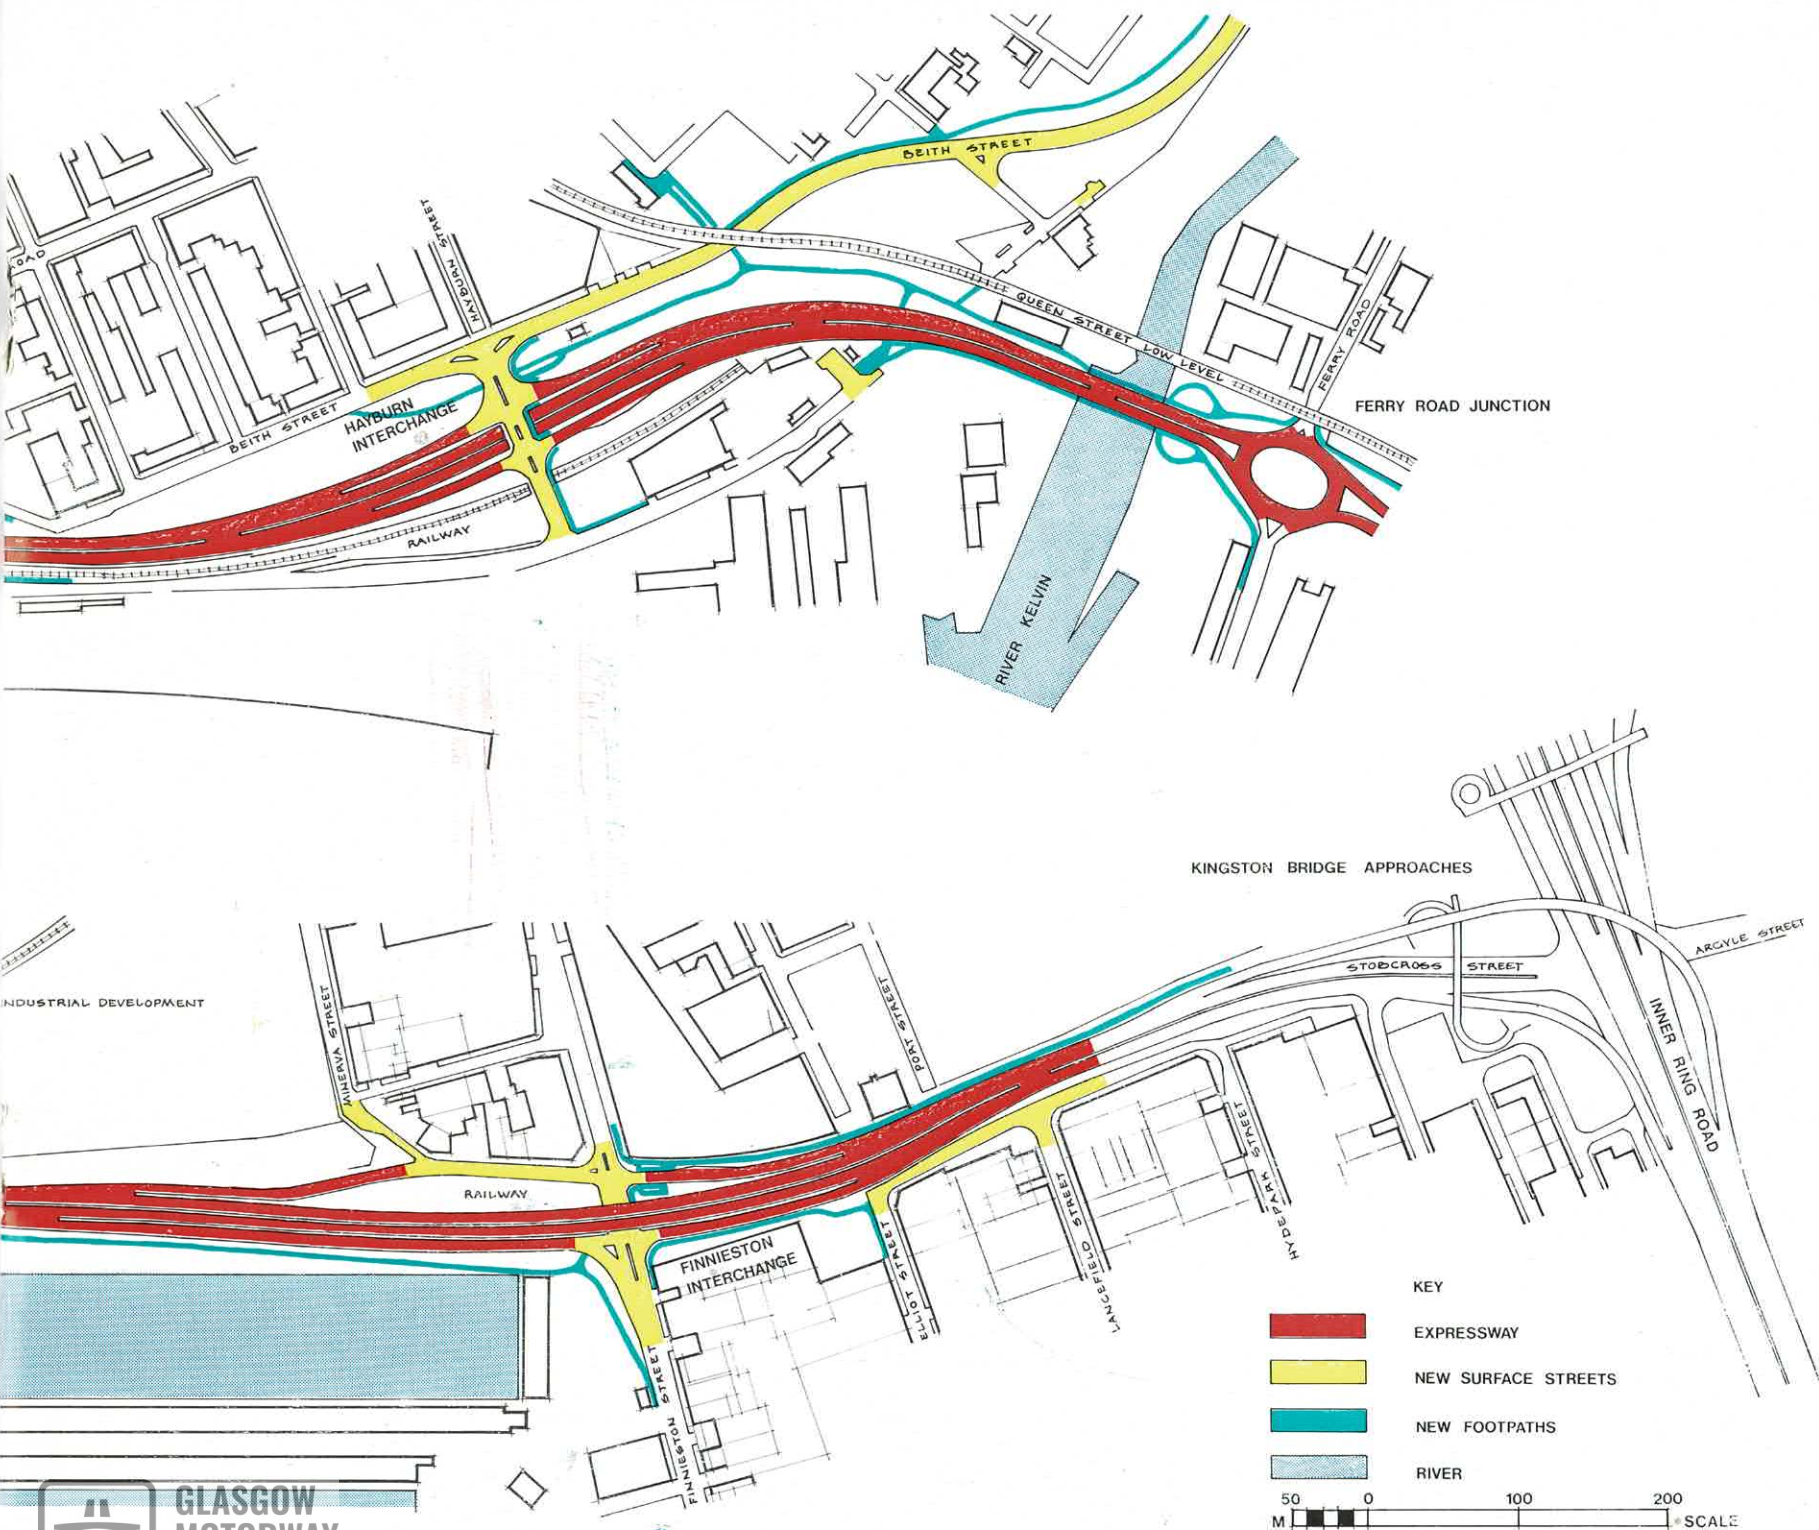 BEITH STREET
HAYBURN STREET
OAD
QUEEN STREET LOW LEVEL
FERRY ROAD
FERRY ROAD JUNCTION
HAYBURN
INTERCHANGE
BEITH STREET
RAILWAY
RIVER KELVIN
KINGSTON BRIDGE APPROACHES
ARGYLE STREET
STOBCROSS STREET
INNER RING ROAD
INDUSTRIAL DEVELOPMENT
MINERVA STREET
PORT STREET
RAILWAY
HYDEPARK STREET
LANCEFIELD STREET
ELLIOT STREET
FINNIESTON
INTERCHANGE
FINNIESTON STREET
KEY
EXPRESSWAY
NEW SURFACE STREETS
NEW FOOTPATHS
RIVER
50 0 100 200
M SCALE
GLASGOW
MOTORWAY